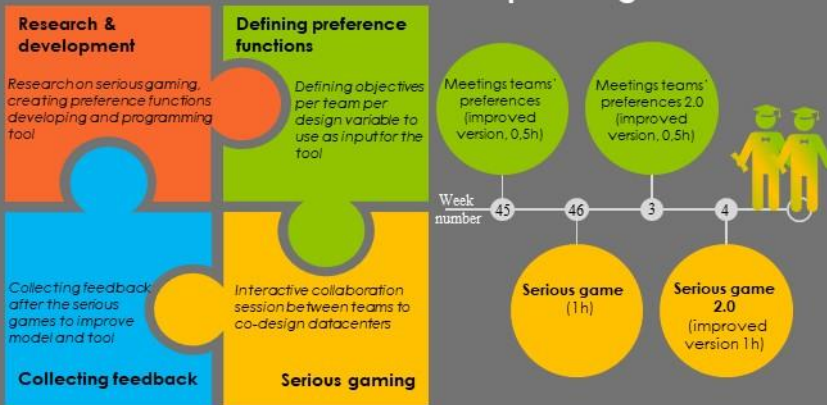 Research &
development
Research on serious gaming,
creating preference functions
developing and programming
tool
Defining preference
functions
Defining objectives
per team per
design variable to
use as input for the
tool
Collecting feedback
after the serious
games to improve
model and tool
Collecting feedback
Interactive collaboration
session between teams to
co-design datacenters
Serious gaming
Meetings teams'
preferences
(improved
version, 0,5h)
Meetings teams'
preferences 2.0
(improved
version, 0,5h)
Week
number
45
46
3
4
Serious game
(1h)
Serious game
2.0
(improved
version 1h)